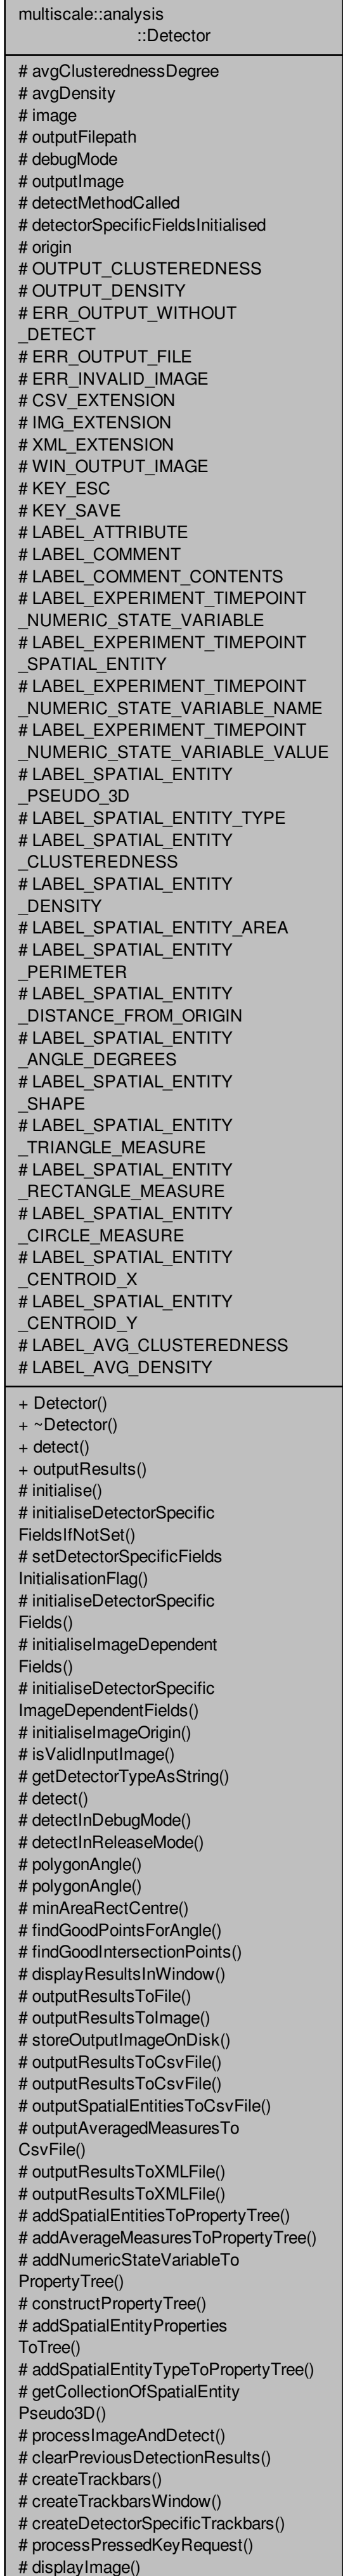 multiscale::analysis
::Detector
# avgClusterednessDegree
# avgDensity
# image
# outputFilepath
# debugMode
# outputImage
# detectMethodCalled
# detectorSpecificFieldsInitialised
# origin
# OUTPUT_CLUSTEREDNESS
# OUTPUT_DENSITY
# ERR_OUTPUT_WITHOUT
_DETECT
# ERR_OUTPUT_FILE
# ERR_INVALID_IMAGE
# CSV_EXTENSION
# IMG_EXTENSION
# XML_EXTENSION
# WIN_OUTPUT_IMAGE
# KEY_ESC
# KEY_SAVE
# LABEL_ATTRIBUTE
# LABEL_COMMENT
# LABEL_COMMENT_CONTENTS
# LABEL_EXPERIMENT_TIMEPOINT
_NUMERIC_STATE_VARIABLE
# LABEL_EXPERIMENT_TIMEPOINT
_SPATIAL_ENTITY
# LABEL_EXPERIMENT_TIMEPOINT
_NUMERIC_STATE_VARIABLE_NAME
# LABEL_EXPERIMENT_TIMEPOINT
_NUMERIC_STATE_VARIABLE_VALUE
# LABEL_SPATIAL_ENTITY
_PSEUDO_3D
# LABEL_SPATIAL_ENTITY_TYPE
# LABEL_SPATIAL_ENTITY
_CLUSTEREDNESS
# LABEL_SPATIAL_ENTITY
_DENSITY
# LABEL_SPATIAL_ENTITY_AREA
# LABEL_SPATIAL_ENTITY
_PERIMETER
# LABEL_SPATIAL_ENTITY
_DISTANCE_FROM_ORIGIN
# LABEL_SPATIAL_ENTITY
_ANGLE_DEGREES
# LABEL_SPATIAL_ENTITY
_SHAPE
# LABEL_SPATIAL_ENTITY
_TRIANGLE_MEASURE
# LABEL_SPATIAL_ENTITY
_RECTANGLE_MEASURE
# LABEL_SPATIAL_ENTITY
_CIRCLE_MEASURE
# LABEL_SPATIAL_ENTITY
_CENTROID_X
# LABEL_SPATIAL_ENTITY
_CENTROID_Y
# LABEL_AVG_CLUSTEREDNESS
# LABEL_AVG_DENSITY
+ Detector()
+ ~Detector()
+ detect()
+ outputResults()
# initialise()
# initialiseDetectorSpecific
FieldsIfNotSet()
# setDetectorSpecificFields
InitialisationFlag()
# initialiseDetectorSpecific
Fields()
# initialiseImageDependent
Fields()
# initialiseDetectorSpecific
ImageDependentFields()
# initialiseImageOrigin()
# isValidInputImage()
# getDetectorTypeAsString()
# detect()
# detectInDebugMode()
# detectInReleaseMode()
# polygonAngle()
# polygonAngle()
# minAreaRectCentre()
# findGoodPointsForAngle()
# findGoodIntersectionPoints()
# displayResultsInWindow()
# outputResultsToFile()
# outputResultsToImage()
# storeOutputImageOnDisk()
# outputResultsToCsvFile()
# outputResultsToCsvFile()
# outputSpatialEntitiesToCsvFile()
# outputAveragedMeasuresTo
CsvFile()
# outputResultsToXMLFile()
# outputResultsToXMLFile()
# addSpatialEntitiesToPropertyTree()
# addAverageMeasuresToPropertyTree()
# addNumericStateVariableTo
PropertyTree()
# constructPropertyTree()
# addSpatialEntityProperties
ToTree()
# addSpatialEntityTypeToPropertyTree()
# getCollectionOfSpatialEntity
Pseudo3D()
# processImageAndDetect()
# clearPreviousDetectionResults()
# createTrackbars()
# createTrackbarsWindow()
# createDetectorSpecificTrackbars()
# processPressedKeyRequest()
# displayImage()